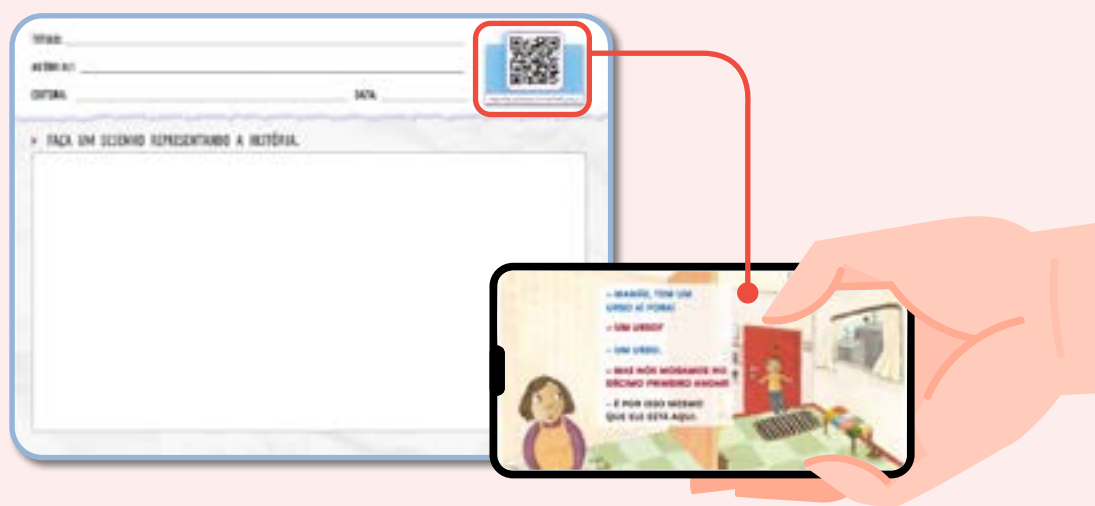 TÍTULO:
AUTOR(A):
EDITORA: DATA:
> FAÇA UM DESENHO REPRESENTANDO A HISTÓRIA.
– MAMÃE, TEM UM
URSO AÍ FORA!
– UM URSO?
– UM URSO.
– MAS NÓS MORAMOS NO
DÉCIMO PRIMEIRO ANDAR!
– É POR ISSO MESMO
QUE ELE ESTÁ AQUI.